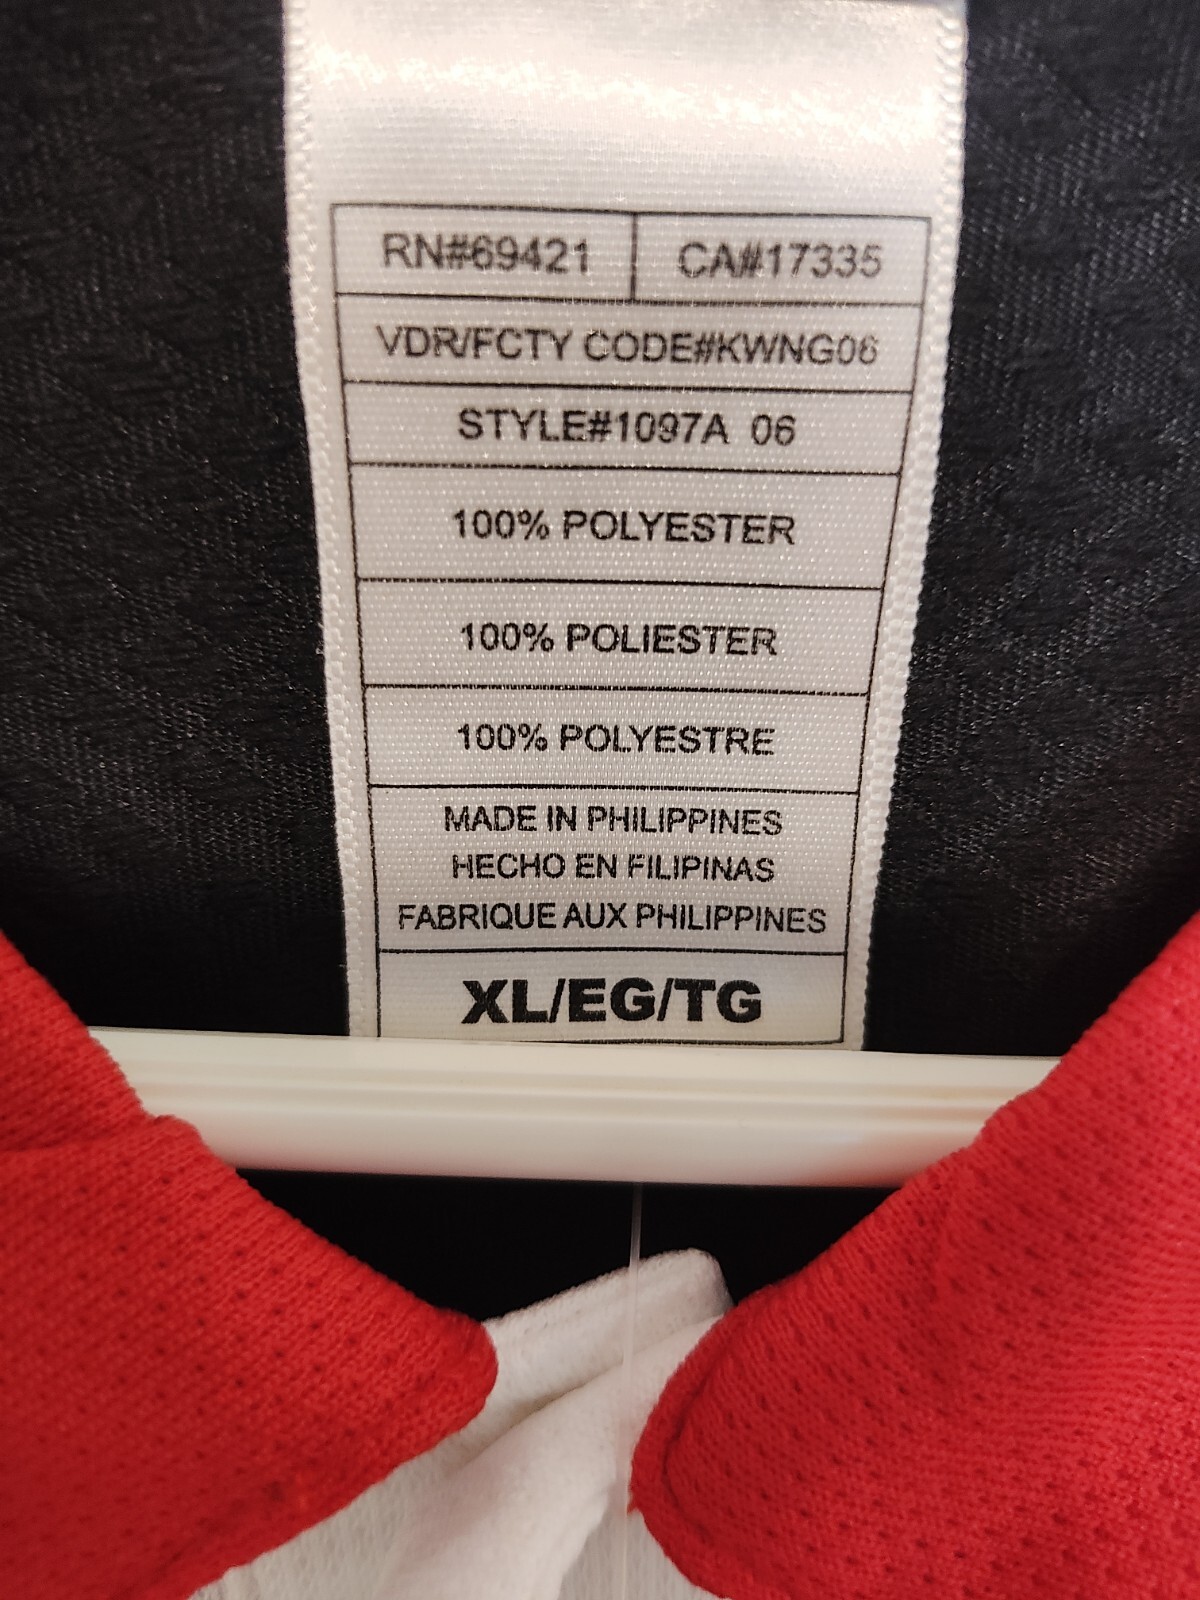 RN#69421 CA#17335
VDR/FCTY CODE#KWNG06
STYLE#1097A 06
100% POLYESTER
100% POLIESTER
100% POLYESTRE
MADE IN PHILIPPINES
HECHO EN FILIPINAS
FABRIQUE AUX PHILIPPINES
XL/EG/TG